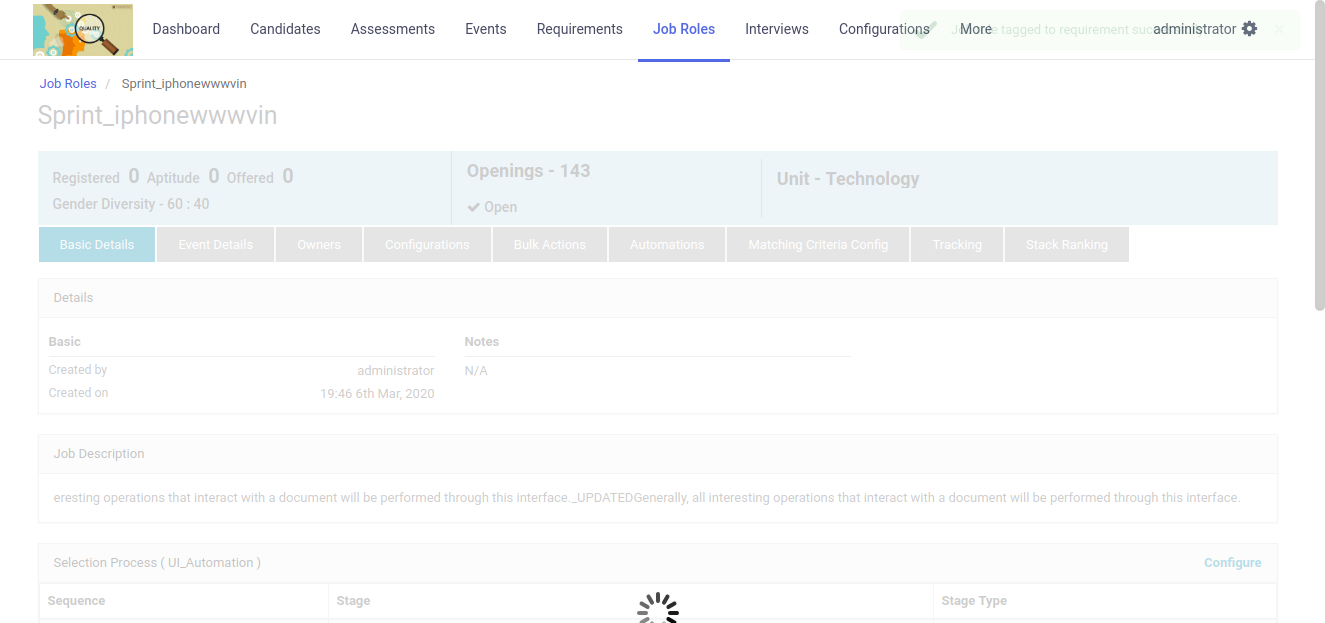 QUALITY
Dashboard Candidates Assessments Events Requirements Job Roles Interviews Configurations More administrator
tagged to requirement
Job Roles / Sprint_iphonewwwvin
Sprint_iphonewwwvin
Registered 0 Aptitude 0 Offered 0
Gender Diversity - 60 : 40
Openings - 143
Open
Unit - Technology
Basic Details Event Details Owners Configurations Bulk Actions Automations Matching Criteria Config Tracking Stack Ranking
Details
Basic Notes
Created by administrator N/A
Created on 19:46 6th Mar, 2020
Job Description
eresting operations that interact with a document will be performed through this interface._UPDATEDGenerally, all interesting operations that interact with a document will be performed through this interface.
Selection Process ( UI_Automation ) Configure
Sequence Stage Stage Type